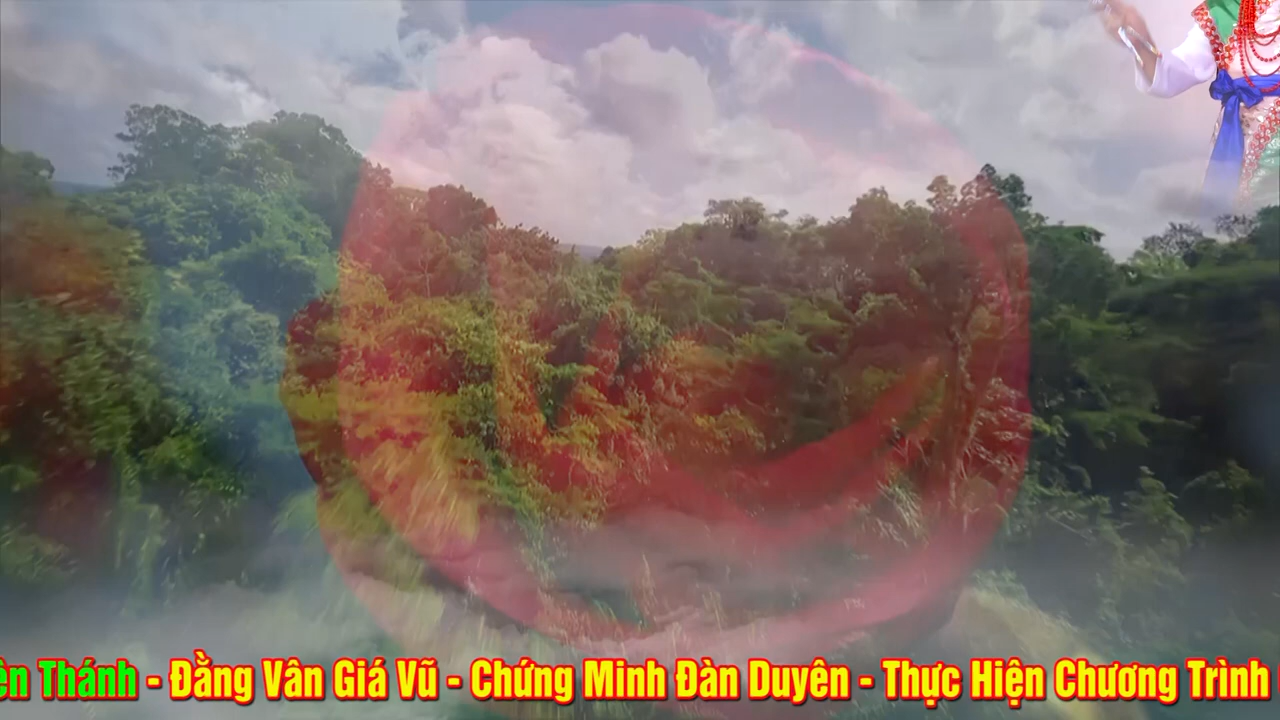 Thánh - Đằng Vân Giá Vũ - Chứng Minh Đàn Duyên - Thực Hiện Chương Trình